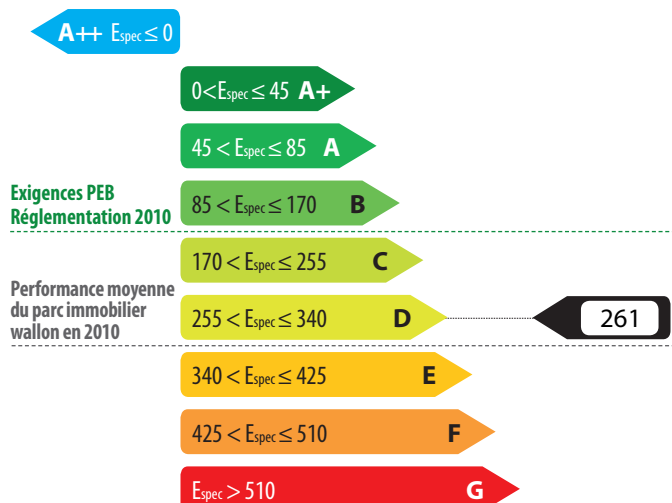 A++ Espec ≤ 0
0<Espec ≤ 45 A+
45 < Espec ≤ 85 A
Exigences PEB
Réglementation 2010
85 < Espec ≤ 170 B
170 < Espec ≤ 255 C
Performance moyenne
du parc immobilier
wallon en 2010
255 < Espec ≤ 340 D
261
340 < Espec ≤ 425 E
425 < Espec ≤ 510 F
Espec > 510 G